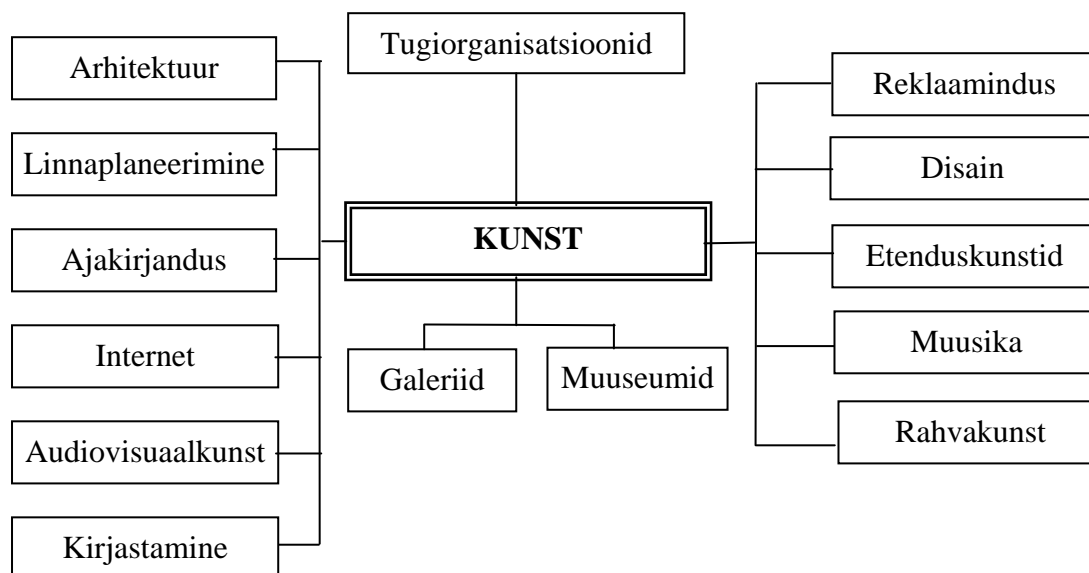 Tugiorganisatsioonid
Arhitektuur
Linnaplaneerimine
Ajakirjandus
Internet
Audiovisuaalkunst
Kirjastamine
KUNST
Galeriid
Muuseumid
Reklaamindus
Disain
Etenduskunstid
Muusika
Rahvakunst